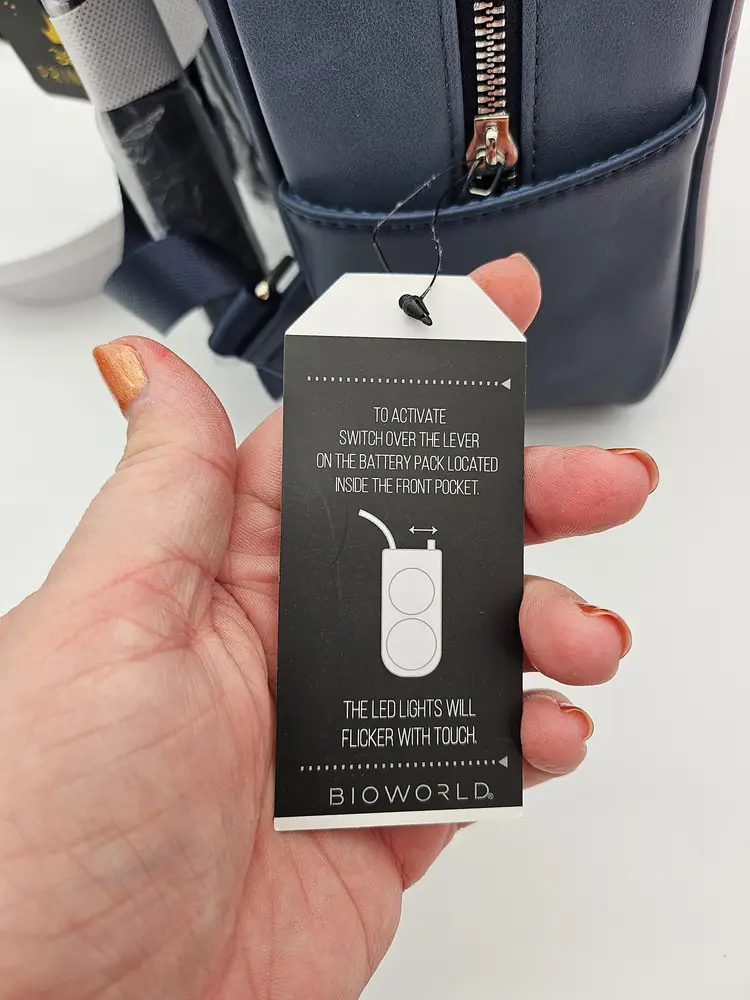 TO ACTIVATE
SWITCH OVER THE LEVER
ON THE BATTERY PACK LOCATED
INSIDE THE FRONT POCKET.
THE LED LIGHTS WILL
FLICKER WITH TOUCH.
BIOWORLD®